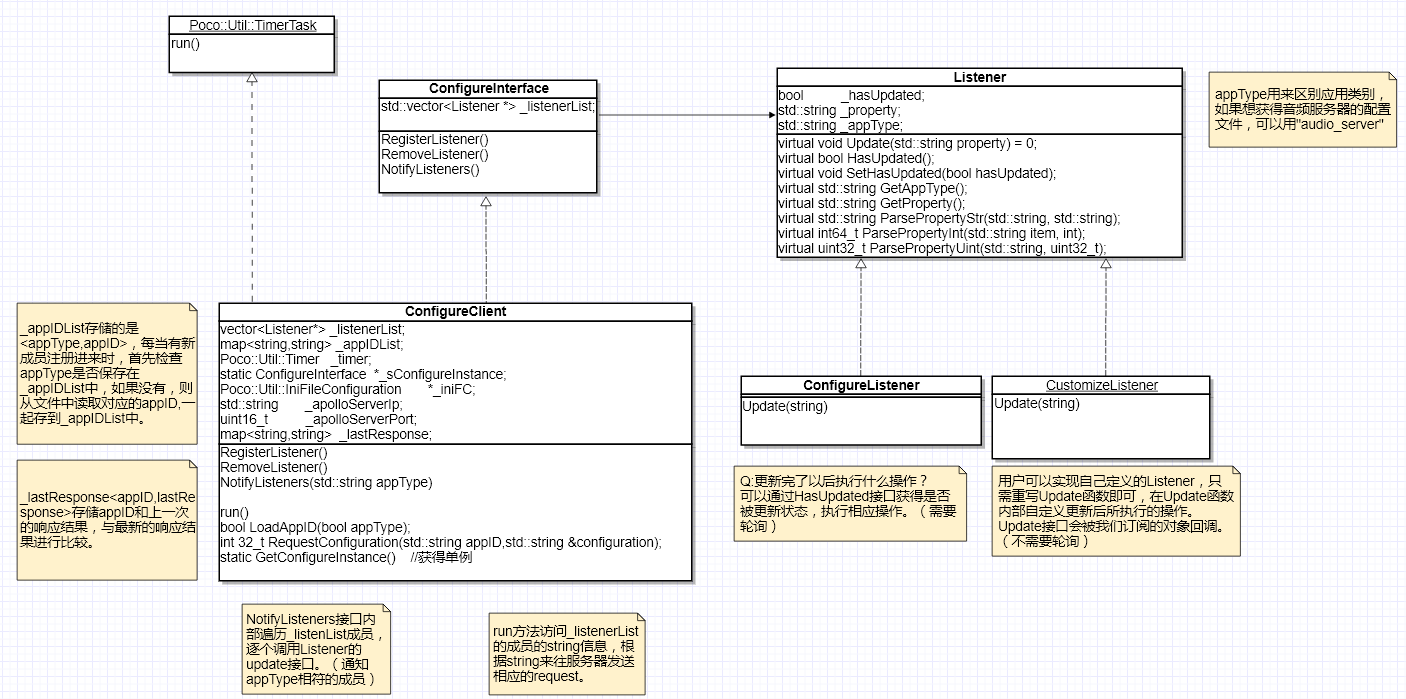 Poco::Util::TimerTask
run()
ConfigureInterface
std::vector<Listener *> _listenerList;
RegisterListener()
RemoveListener()
NotifyListeners()
Listener
bool _hasUpdated;
std::string _property;
std::string _appType;
virtual void Update(std::string property) = 0;
virtual bool HasUpdated();
virtual void SetHasUpdated(bool hasUpdated);
virtual std::string GetAppType();
virtual std::string GetProperty();
virtual std::string ParsePropertyStr(std::string, std::string);
virtual int64_t ParsePropertyInt(std::string item, int);
virtual uint32_t ParsePropertyUint(std::string, uint32_t);
appType用来区别应用类别，
如果想获得音频服务器的配置
文件，可以用"audio_server"
_appIDList存储的是
<appType,appID>，每当有新
成员注册进来时，首先检查
appType是否保存在
_appIDList中，如果没有，则
从文件中读取对应的appID,一
起存到_appIDList中。
_lastResponse<appID,lastRe
sponse>存储appID和上一次
的响应结果，与最新的响应结
果进行比较。
ConfigureClient
vector<Listener*> _listenerList;
map<string,string> _appIDList;
Poco::Util::Timer _timer;
static ConfigureInterface *_sConfigureInstance;
Poco::Util::IniFileConfiguration *_iniFC;
std::string _apolloServerIp;
uint16_t _apolloServerPort;
map<string,string> _lastResponse;
RegisterListener()
RemoveListener()
NotifyListeners(std::string appType)
run()
bool LoadAppID(bool appType);
int 32_t RequestConfiguration(std::string appID,std::string &configuration);
static GetConfigureInstance() //获得单例
ConfigureListener
Update(string)
CustomizeListener
Update(string)
Q:更新完了以后执行什么操作？
可以通过HasUpdated接口获得是否
被更新状态，执行相应操作。（需要
轮询）
用户可以实现自己定义的Listener，只
需重写Update函数即可，在Update函数
内部自定义更新后所执行的操作。
Update接口会被我们订阅的对象回调。
（不需要轮询）
NotifyListeners接口内
部遍历_listenList成员，
逐个调用Listener的
update接口。（通知
appType相符的成员）
run方法访问_listenerList
的成员的string信息，根
据string来往服务器发送
相应的request。